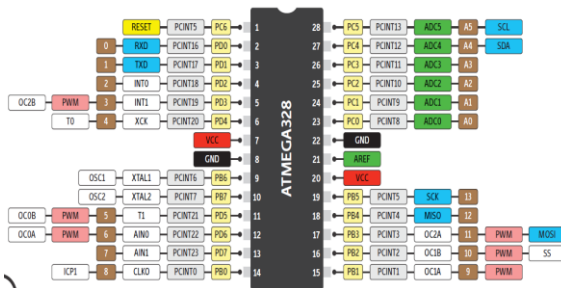 RESET PCINT5 PC6 1 28 PC5 PCINT13 ADC5 A5 SCL
0 RXD PCINT16 PD0 2 27 PC4 PCINT12 ADC4 A4 SDA
1 TXD PCINT17 PD1 3 26 PC3 PCINT11 ADC3 A3
2 INT0 PCINT18 PD2 4 25 PC2 PCINT10 ADC2 A2
OC2B PWM 3 INT1 PCINT19 PD3 5 24 PC1 PCINT9 ADC1 A1
T0 4 XCK PCINT20 PD4 6 23 PC0 PCINT8 ADC0 A0
VCC 7 22 GND
GND 8 21 AREF
OSC1 XTAL1 PCINT6 PB6 9 20 VCC
OSC2 XTAL2 PCINT7 PB7 10 19 PB5 PCINT5 SCK 13
OC0B PWM 5 T1 PCINT21 PD5 11 18 PB4 PCINT4 MISO 12
OC0A PWM 6 AIN0 PCINT22 PD6 12 17 PB3 PCINT3 OC2A 11 PWM MOSI
7 AIN1 PCINT23 PD7 13 16 PB2 PCINT2 OC1B 10 PWM SS
ICP1 8 CLKO PCINT0 PB0 14 15 PB1 PCINT1 OC1A 9 PWM
ATMEGA328